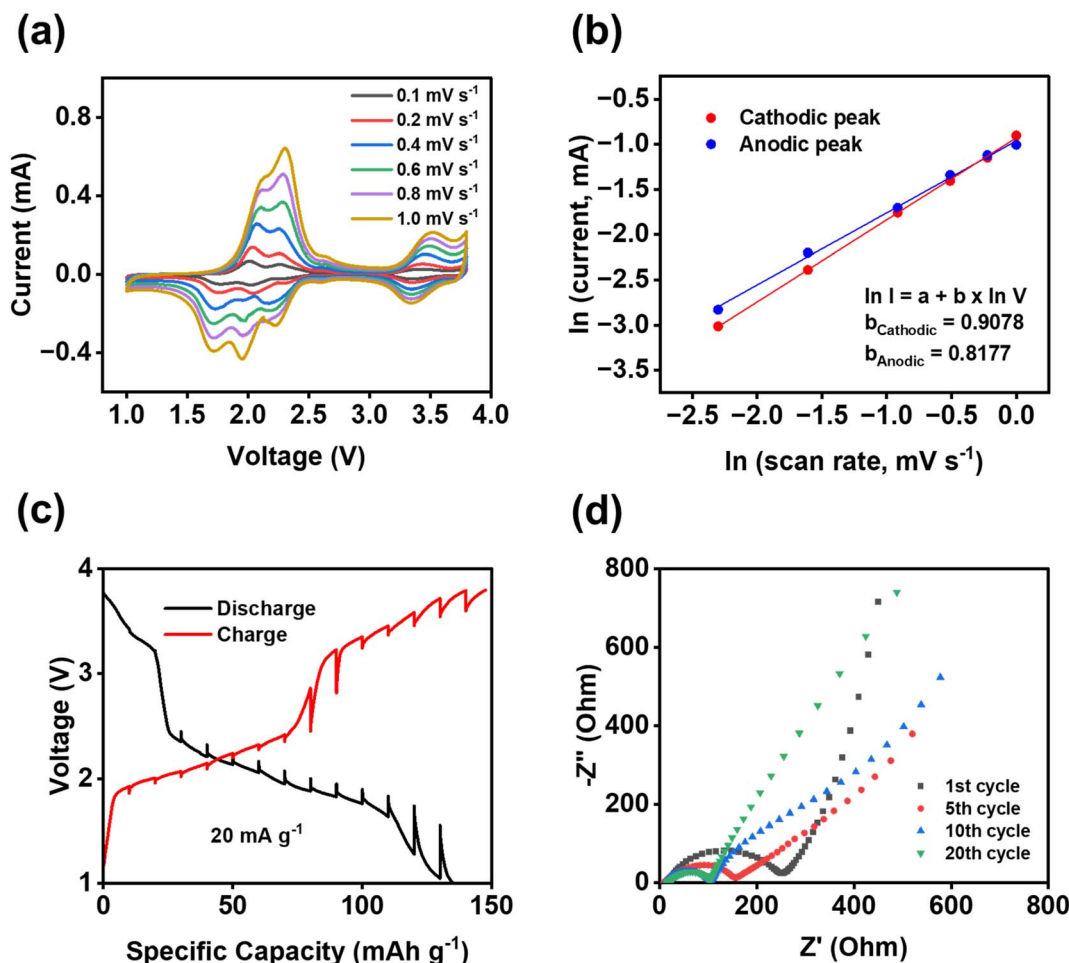 (a)
0.8
0.4
0.0
−0.4
Current (mA)
0.1 mV s⁻¹
0.2 mV s⁻¹
0.4 mV s⁻¹
0.6 mV s⁻¹
0.8 mV s⁻¹
1.0 mV s⁻¹
1.0 1.5 2.0 2.5 3.0 3.5 4.0
Voltage (V)
(b)
−0.5
−1.0
−1.5
−2.0
−2.5
−3.0
−3.5
ln (current, mA)
Cathodic peak
Anodic peak
ln I = a + b x ln V
b_Cathodic = 0.9078
b_Anodic = 0.8177
−2.5 −2.0 −1.5 −1.0 −0.5 0.0
ln (scan rate, mV s⁻¹)
(c)
4
3
2
1
Voltage (V)
Discharge
Charge
20 mA g⁻¹
0 50 100 150
Specific Capacity (mAh g⁻¹)
(d)
800
600
400
200
0
-Z'' (Ohm)
1st cycle
5th cycle
10th cycle
20th cycle
0 200 400 600 800
Z' (Ohm)